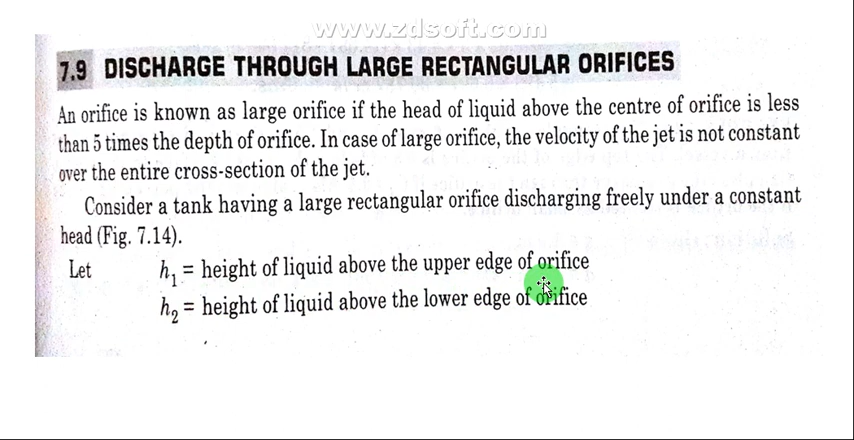 www.zdsoft.com
7.9 DISCHARGE THROUGH LARGE RECTANGULAR ORIFICES
An orifice is known as large orifice if the head of liquid above the centre of orifice is less
than 5 times the depth of orifice. In case of large orifice, the velocity of the jet is not constant
over the entire cross-section of the jet.
Consider a tank having a large rectangular orifice discharging freely under a constant
head (Fig. 7.14).
Let h₁ = height of liquid above the upper edge of orifice
h₂ = height of liquid above the lower edge of orifice